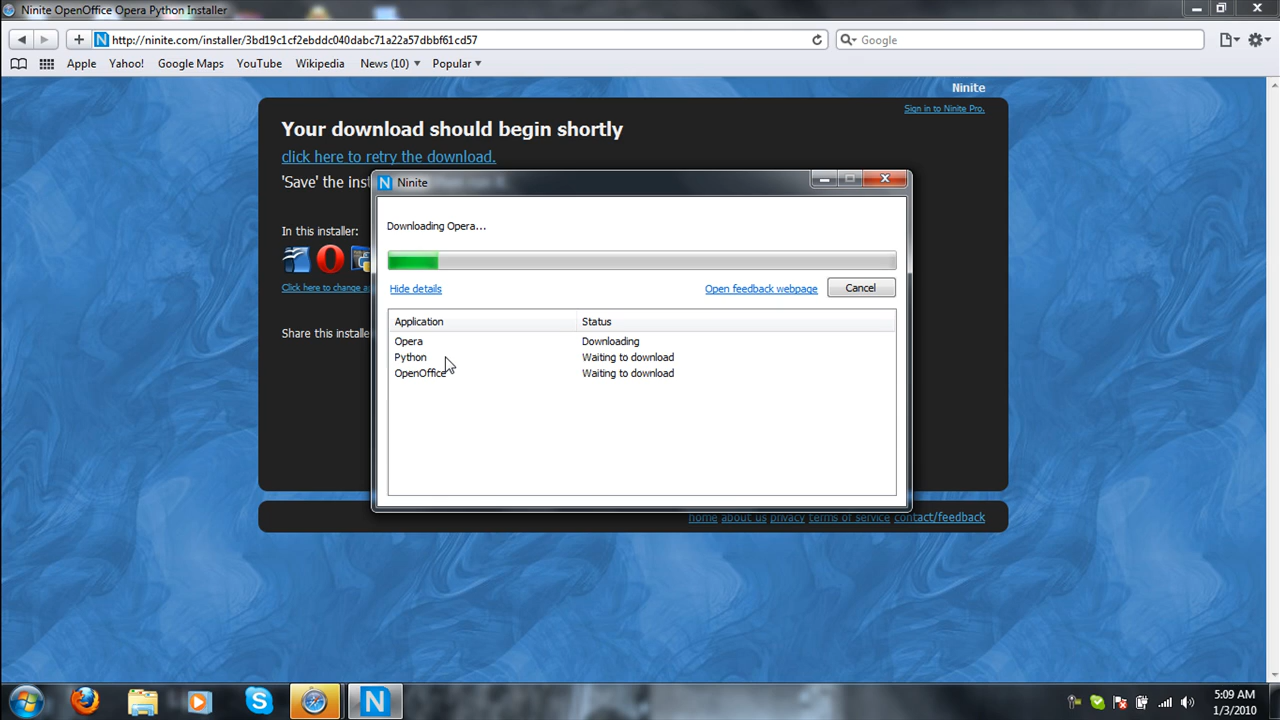 Ninite OpenOffice Opera Python Installer
http://ninite.com/installer/3bd19c1cf2ebddc040dabc71a22a57dbbf61cd57
Google
Apple Yahoo! Google Maps YouTube Wikipedia News (10) Popular
Ninite
Sign in to Ninite Pro.
Your download should begin shortly
click here to retry the download.
'Save' the inst
Ninite
Downloading Opera...
In this installer:
Click here to change a
Hide details Open feedback webpage Cancel
Share this installe
Application Status
Opera Downloading
Python Waiting to download
OpenOffice Waiting to download
home about us privacy terms of service contact/feedback
5:09 AM
1/3/2010